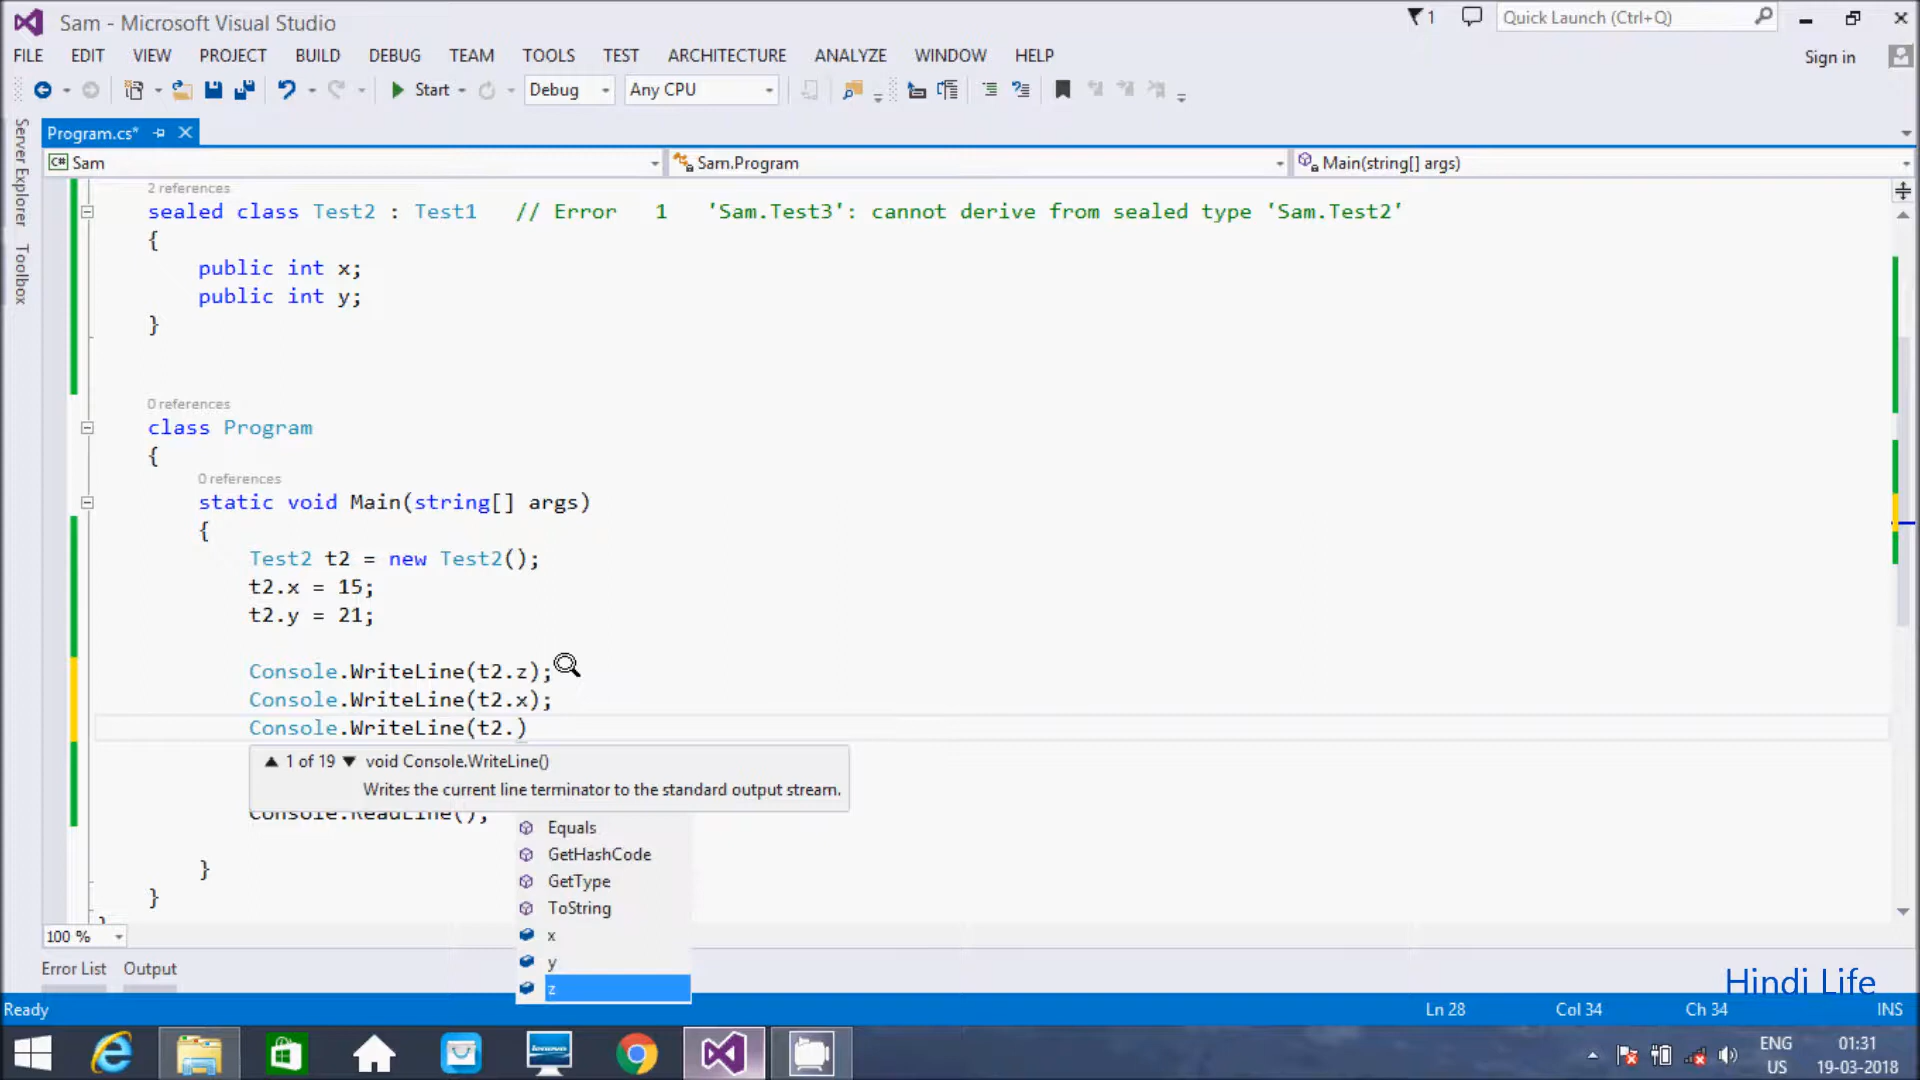 Sam - Microsoft Visual Studio
1
Quick Launch (Ctrl+Q)
FILE EDIT VIEW PROJECT BUILD DEBUG TEAM TOOLS TEST ARCHITECTURE ANALYZE WINDOW HELP
Sign in
Start Debug Any CPU
Server Explorer
Toolbox
Program.cs*
C# Sam
Sam.Program
Main(string[] args)
2 references
sealed class Test2 : Test1 // Error 1 'Sam.Test3': cannot derive from sealed type 'Sam.Test2'
{
public int x;
public int y;
}
0 references
class Program
{
0 references
static void Main(string[] args)
{
Test2 t2 = new Test2();
t2.x = 15;
t2.y = 21;
Console.WriteLine(t2.z);
Console.WriteLine(t2.x);
Console.WriteLine(t2.)
1 of 19 void Console.WriteLine()
Writes the current line terminator to the standard output stream.
Console.ReadLine();
Equals
GetHashCode
GetType
ToString
x
y
z
}
}
}
100 %
Error List Output
Hindi Life
Ready
Ln 28 Col 34 Ch 34 INS
lenovo
ENG
US
01:31
19-03-2018